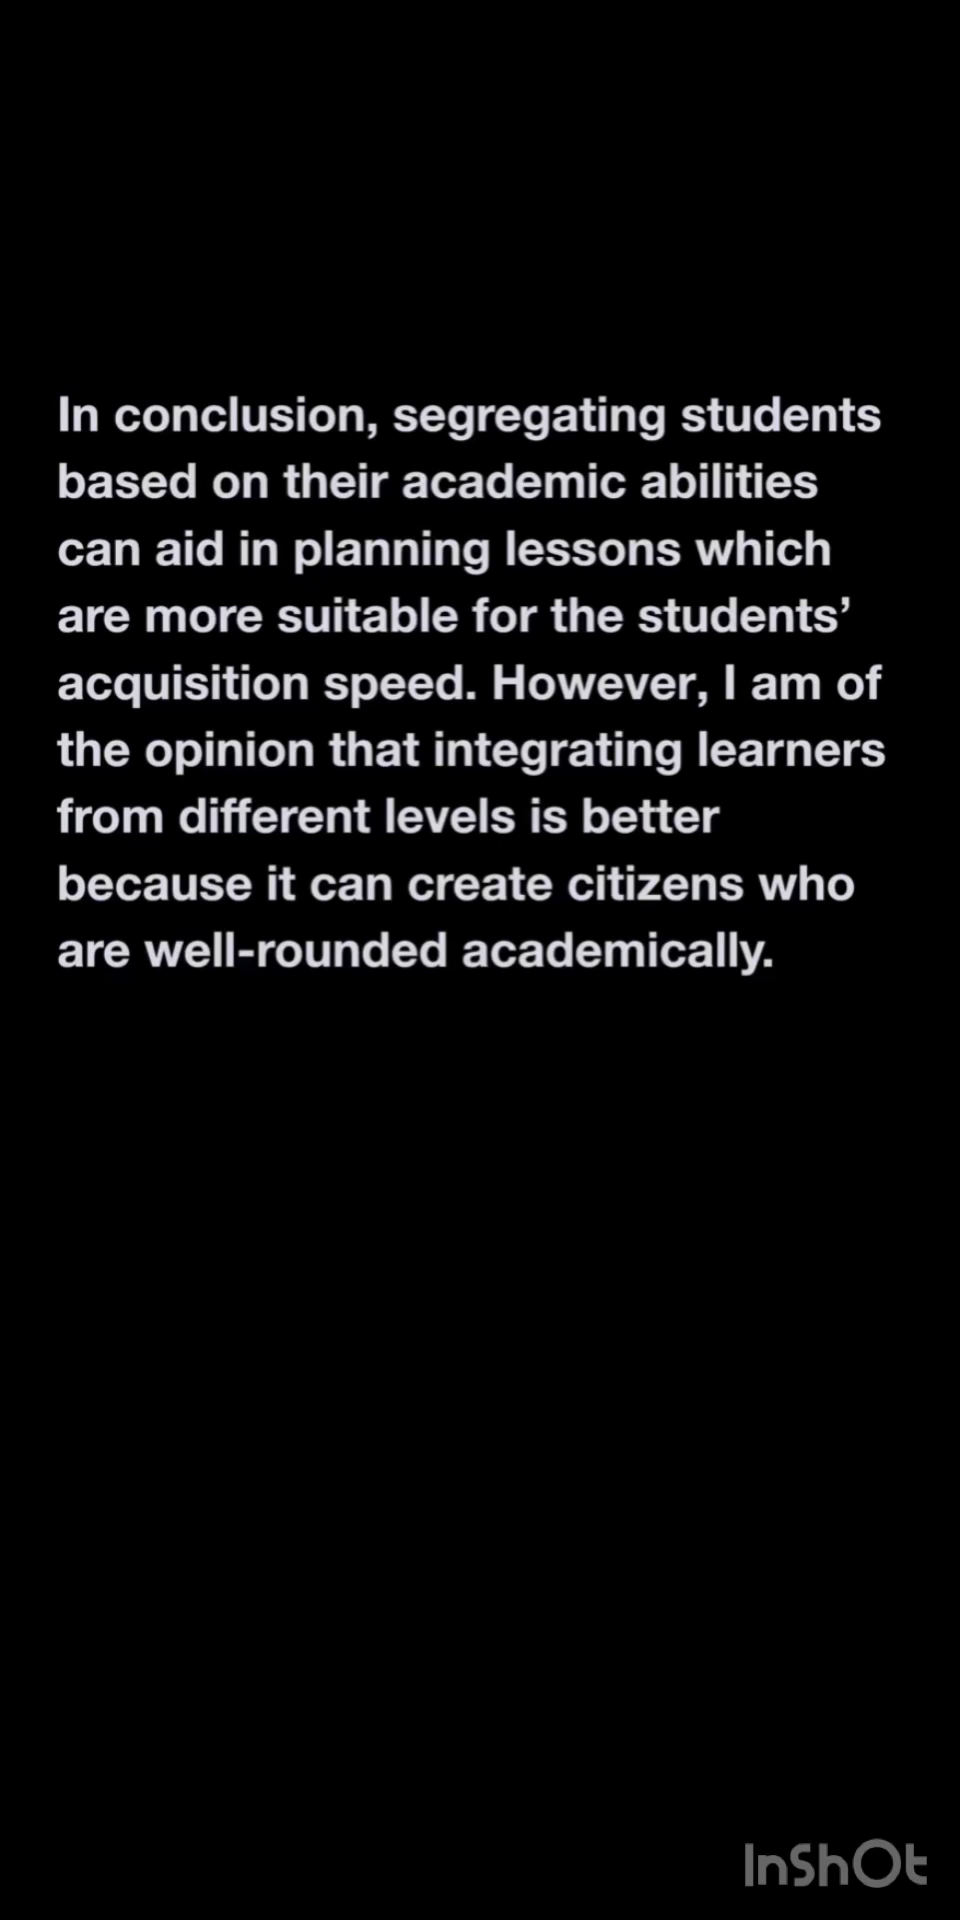 In conclusion, segregating students
based on their academic abilities
can aid in planning lessons which
are more suitable for the students’
acquisition speed. However, I am of
the opinion that integrating learners
from different levels is better
because it can create citizens who
are well-rounded academically.
InShOt